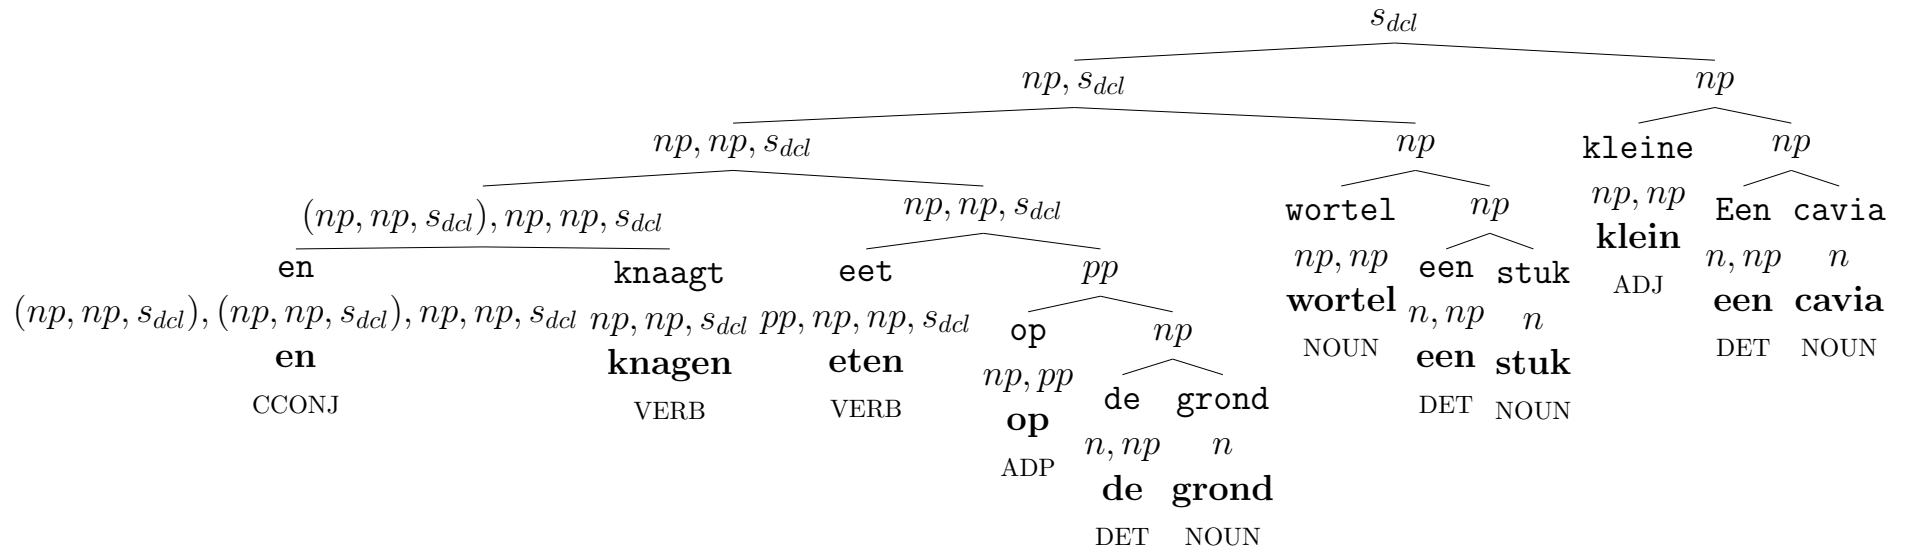 s_dcl
np, s_dcl np
np, np, s_dcl np kleine np
(np, np, s_dcl), np, np, s_dcl np, np, s_dcl wortel np np, np Een cavia
en knaagt eet pp np, np een stuk klein n, np n
(np, np, s_dcl), (np, np, s_dcl), np, np, s_dcl np, np, s_dcl pp, np, np, s_dcl op np wortel n, np n ADJ een cavia
en knagen eten np, pp de grond NOUN een stuk DET NOUN
CCONJ VERB VERB op n, np n DET NOUN
ADP de grond
DET NOUN